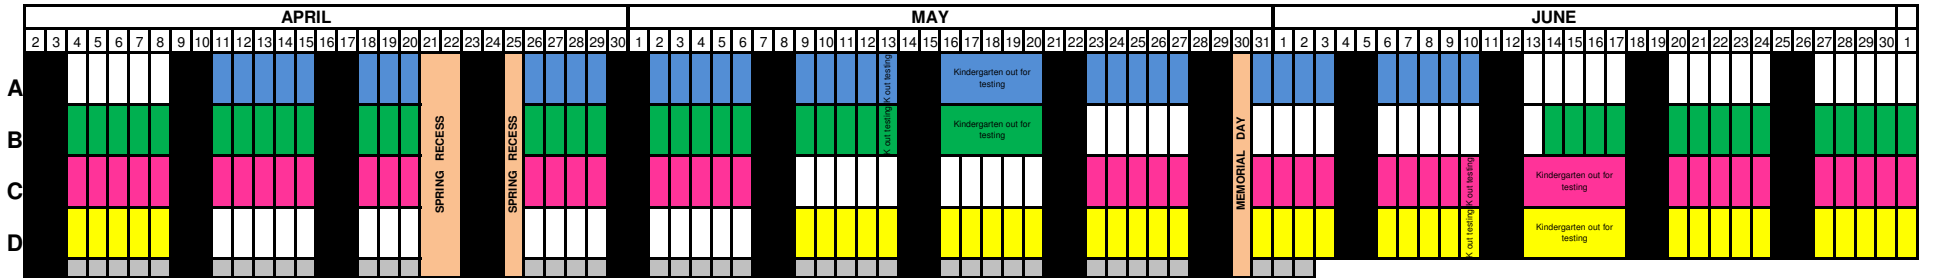 APRIL MAY JUNE
2 3 4 5 6 7 8 9 10 11 12 13 14 15 16 17 18 19 20 21 22 23 24 25 26 27 28 29 30 1 2 3 4 5 6 7 8 9 10 11 12 13 14 15 16 17 18 19 20 21 22 23 24 25 26 27 28 29 30 31 1 2 3 4 5 6 7 8 9 10 11 12 13 14 15 16 17 18 19 20 21 22 23 24 25 26 27 28 29 30 1
A
K out testing
Kindergarten out for
testing
B
K out testing
Kindergarten out for
testing
SPRING RECESS
SPRING RECESS
MEMORIAL DAY
C
K out testing
Kindergarten out for
testing
D
K out testing
Kindergarten out for
testing